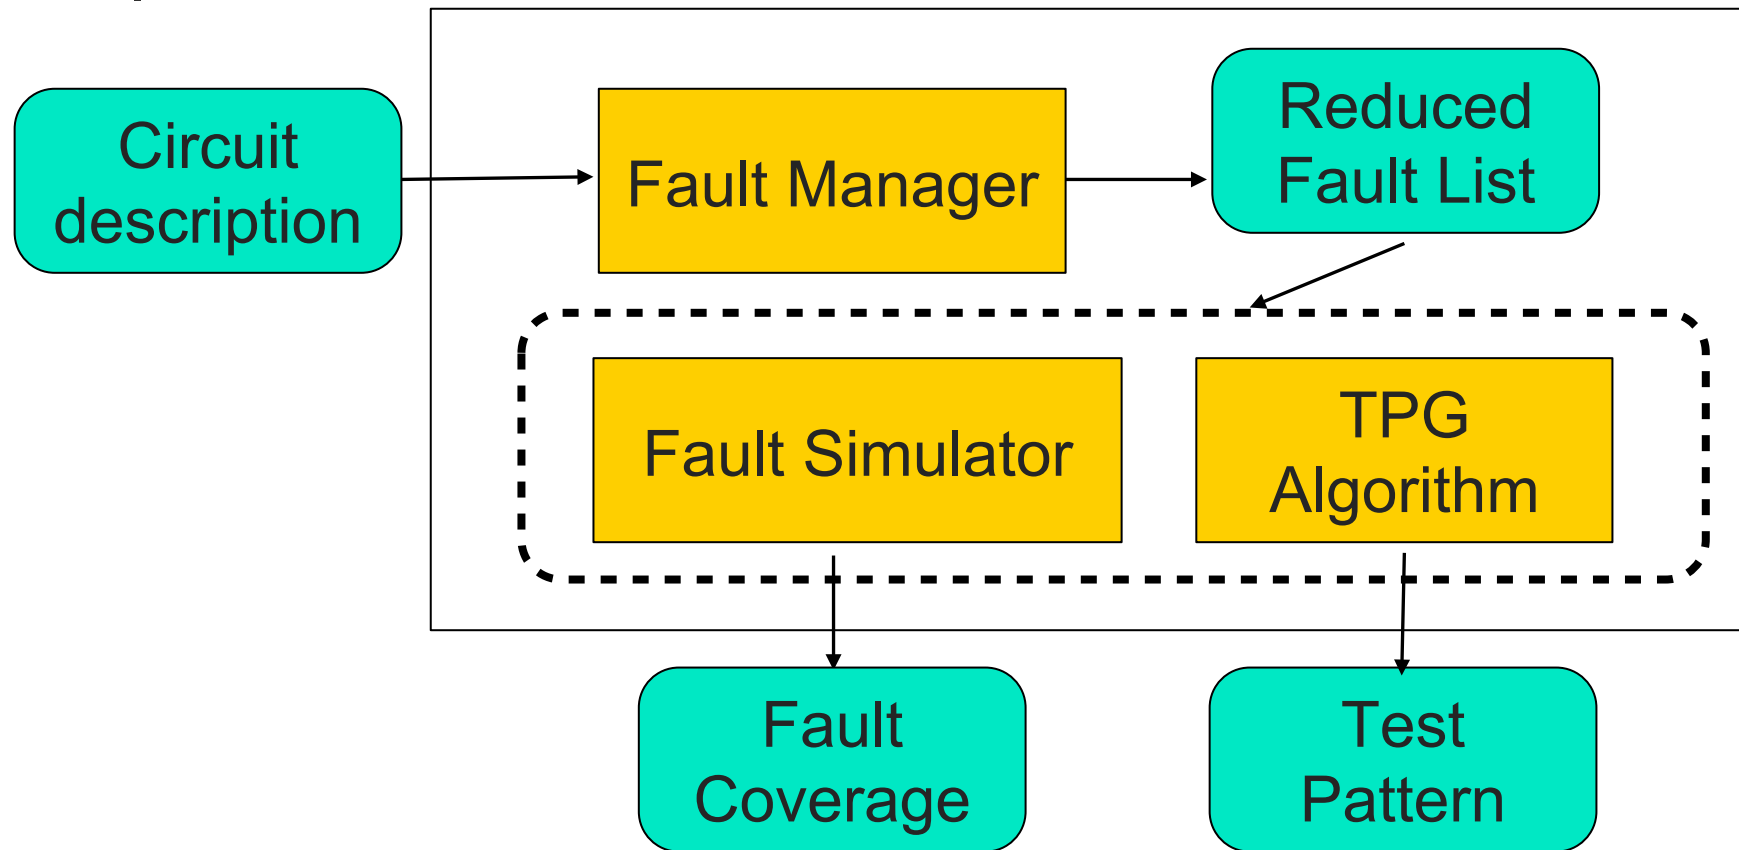 Circuit
description
Fault Manager
Reduced
Fault List
Fault Simulator
TPG
Algorithm
Fault
Coverage
Test
Pattern